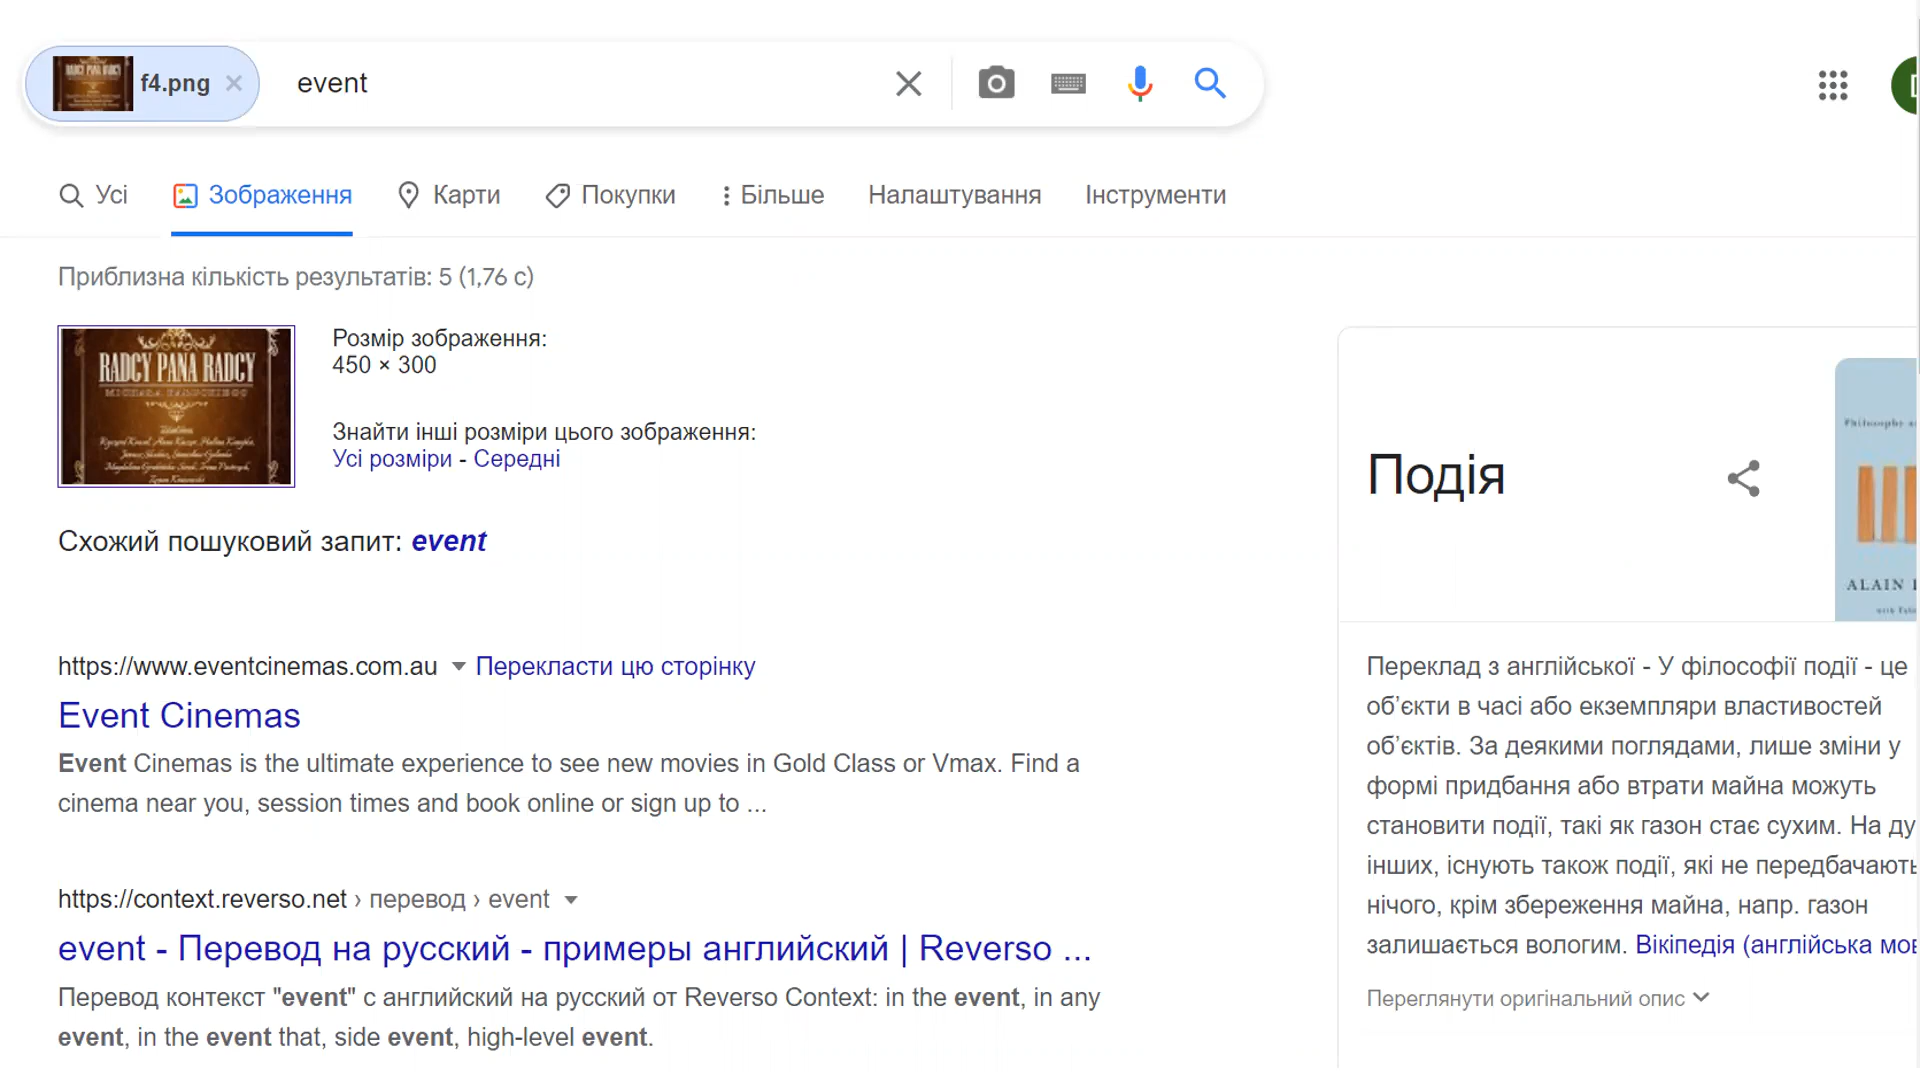 f4.png
event
Усі
Зображення
Карти
Покупки
Більше
Налаштування
Інструменти
Приблизна кількість результатів: 5 (1,76 с)
RADCY PANA RADCY
Розмір зображення:
450 × 300
Знайти інші розміри цього зображення:
Усі розміри - Середні
Схожий пошуковий запит: event
https://www.eventcinemas.com.au Перекласти цю сторінку
Event Cinemas
Event Cinemas is the ultimate experience to see new movies in Gold Class or Vmax. Find a
cinema near you, session times and book online or sign up to ...
https://context.reverso.net › перевод › event
event - Перевод на русский - примеры английский | Reverso ...
Перевод контекст "event" c английский на русский от Reverso Context: in the event, in any
event, in the event that, side event, high-level event.
Подія
ALAIN
Переклад з англійської - У філософії події - це
об’єкти в часі або екземпляри властивостей
об’єктів. За деякими поглядами, лише зміни у
формі придбання або втрати майна можуть
становити події, такі як газон стає сухим. На ду
інших, існують також події, які не передбачають
нічого, крім збереження майна, напр. газон
залишається вологим. Вікіпедія (англійська мов
Переглянути оригінальний опис